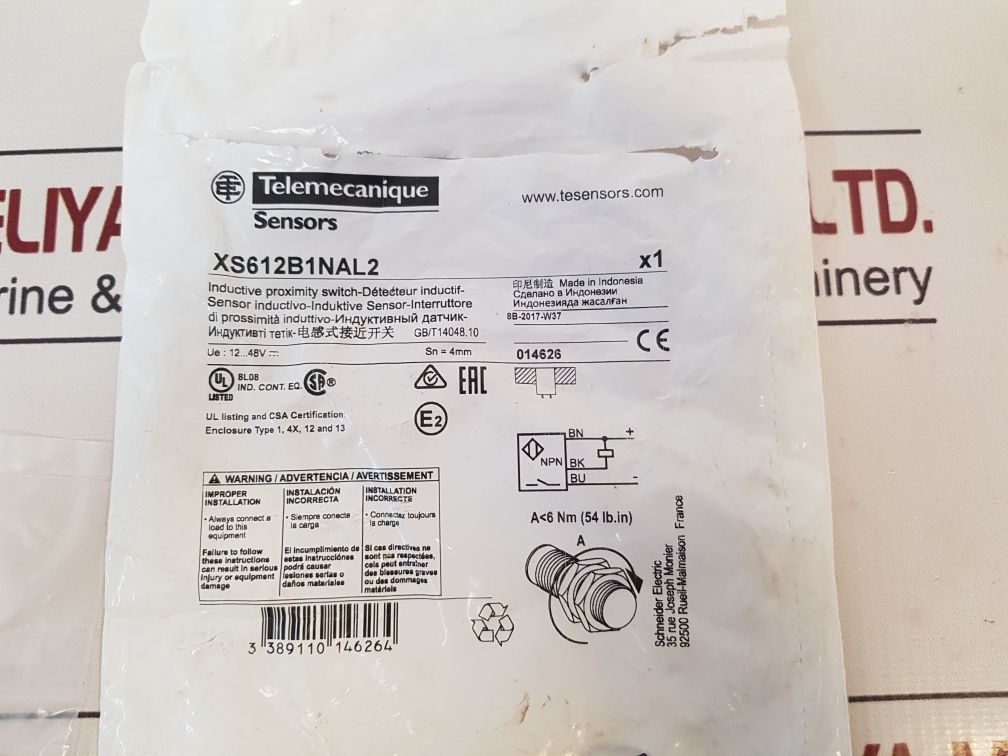 Telemecanique
Sensors
www.tesensors.com
XS612B1NAL2
x1
Inductive proximity switch-Détecteur inductif-
Sensor inductivo-Induktive Sensor-Interruttore
di prossimità induttivo-Индуктивный датчик-
Индуктивті тетік-电感式接近开关 GB/T14048.10
印尼制造 Made in Indonesia
Сделано в Индонезии
Индонезияда жасалған
8B-2017-W37
Ue : 12...48V
Sn = 4mm
014626
CE
UL
LISTED
8L0B
IND. CONT. EQ.
SA®
EAC
E2
UL listing and CSA Certification:
Enclosure Type 1, 4X, 12 and 13
BN
+
NPN
BK
BU
-
A<6 Nm (54 lb.in)
A
WARNING / ADVERTENCIA / AVERTISSEMENT
IMPROPER
INSTALLATION
- Always connect a
load to this
equipment
Failure to follow
these instructions
can result in serious
injury or equipment
damage
INSTALACIÓN
INCORRECTA
- Siempre conecte
la carga
El incumplimiento de
estas instrucciónes
podrá causar
lesiones serias o
daños materiales
INSTALLATION
INCORRECTE
- Connectez toujours
la charge
Si cas directives ne
sont pas respectées,
cela peut entraîner
des blessures graves
ou des dommages
matériels
3 389110 146264
Schneider Electric
35 rue Joseph Monier
92500 Rueil-Malmaison France
ELIYA
LTD.
rine &
hinery